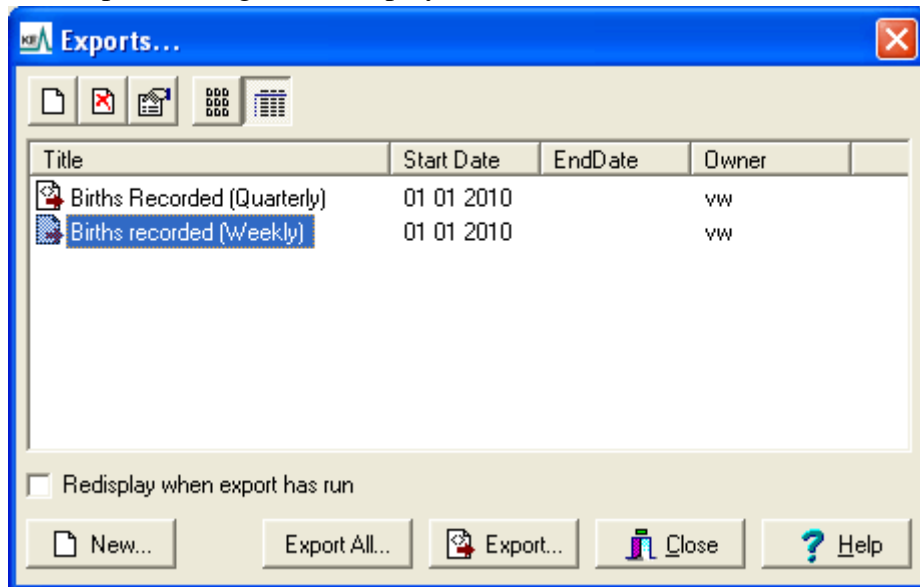 KE Exports...
Title Start Date EndDate Owner
Births Recorded (Quarterly) 01 01 2010 vw
Births recorded (Weekly) 01 01 2010 vw
Redisplay when export has run
New... Export All... Export... Close Help